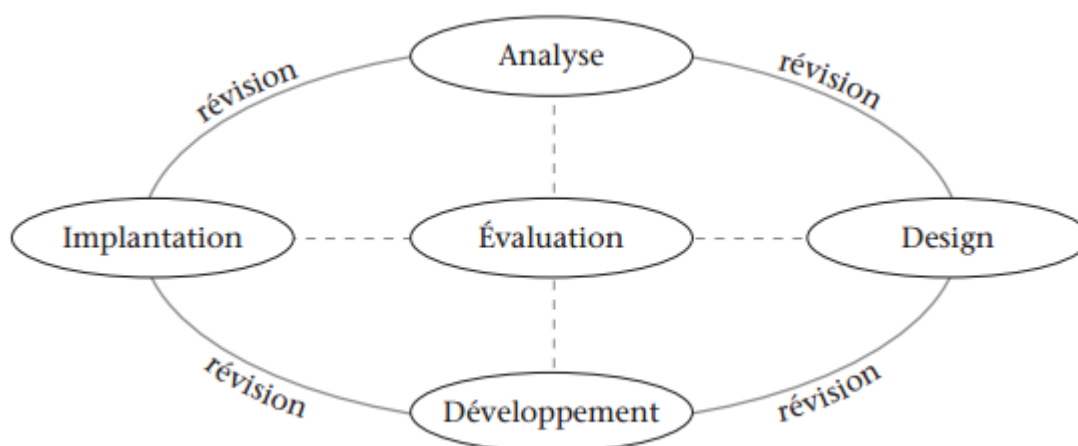 Analyse
révision
révision
Implantation
Évaluation
Design
révision
révision
Développement